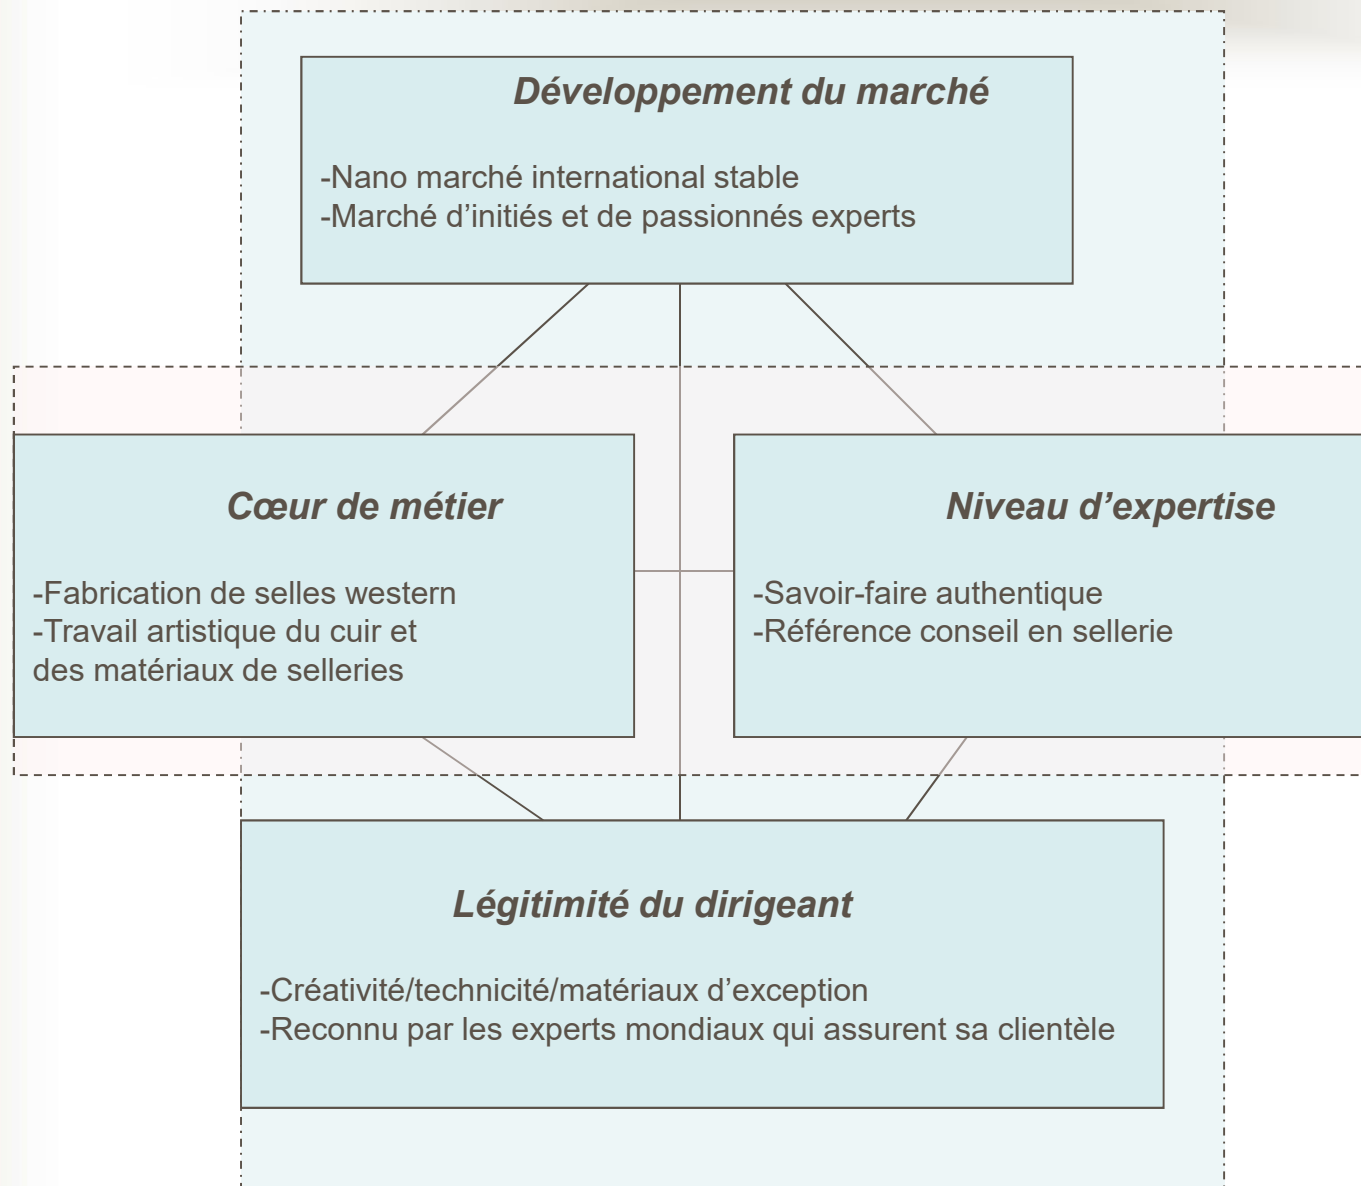 Développement du marché
-Nano marché international stable
-Marché d’initiés et de passionnés experts
Cœur de métier
-Fabrication de selles western
-Travail artistique du cuir et
des matériaux de selleries
Niveau d’expertise
-Savoir-faire authentique
-Référence conseil en sellerie
Légitimité du dirigeant
-Créativité/technicité/matériaux d’exception
-Reconnu par les experts mondiaux qui assurent sa clientèle